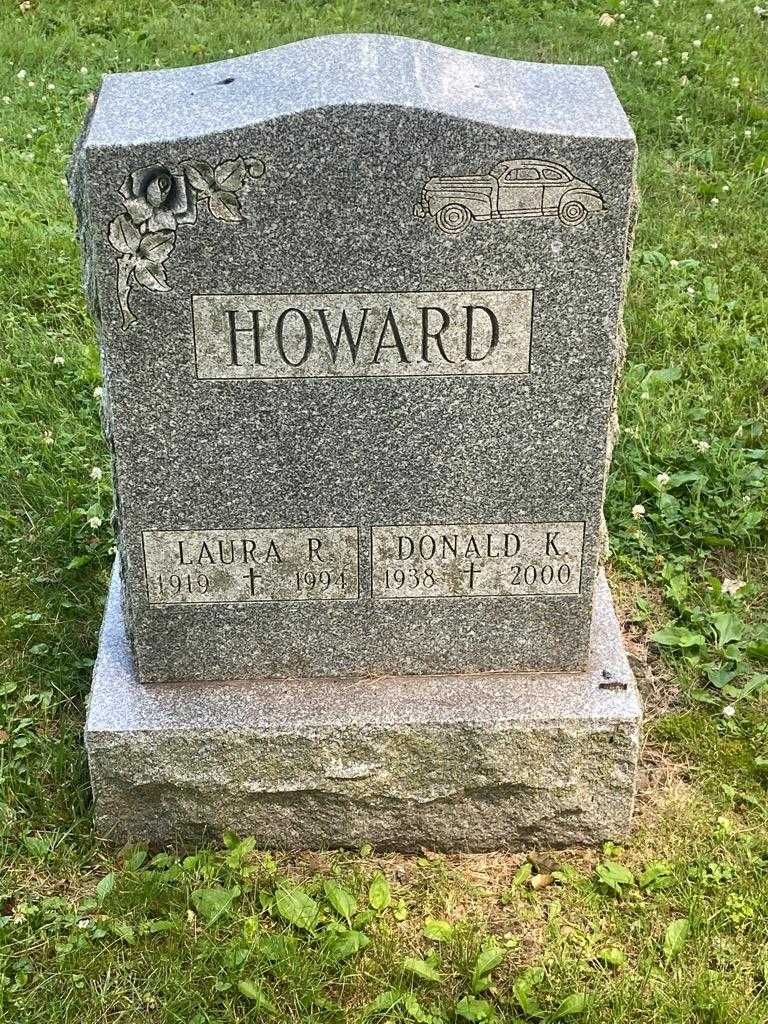 HOWARD
LAURA R.
1919 † 1994
DONALD K.
1938 † 2000